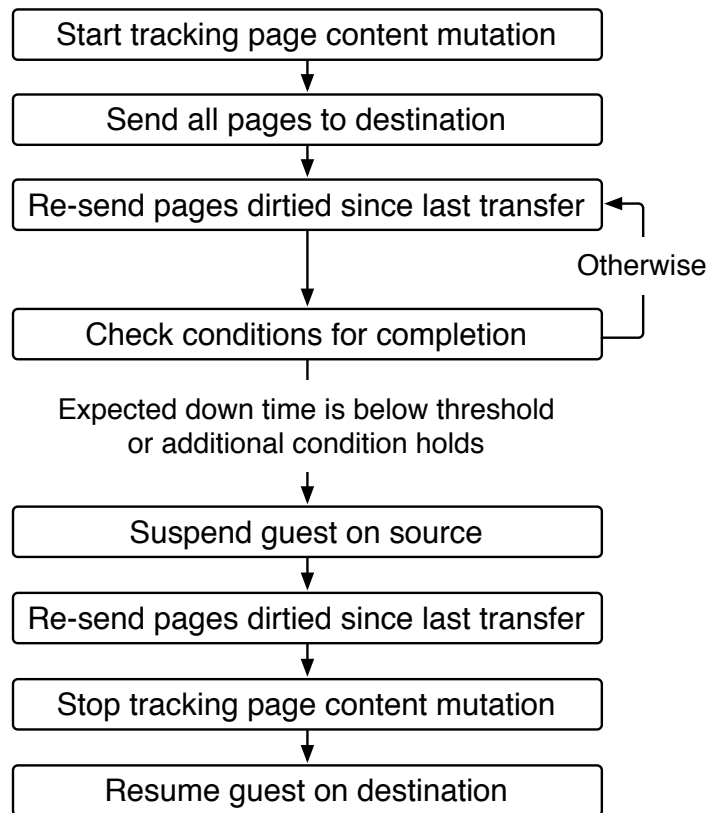 Start tracking page content mutation
Send all pages to destination
Re-send pages dirtied since last transfer
Otherwise
Check conditions for completion
Expected down time is below threshold
or additional condition holds
Suspend guest on source
Re-send pages dirtied since last transfer
Stop tracking page content mutation
Resume guest on destination